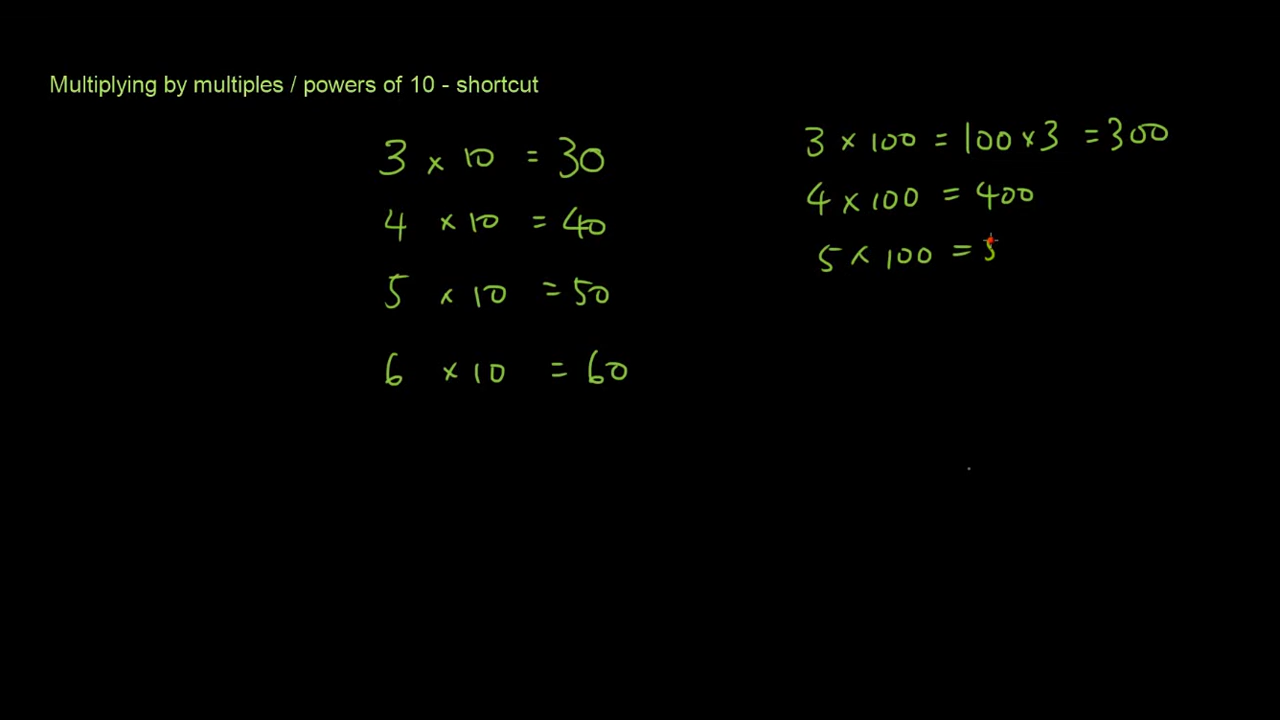 Multiplying by multiples / powers of 10 - shortcut
3 × 10 = 30
4 × 10 = 40
5 × 10 = 50
6 × 10 = 60
3 × 100 = 100 × 3 = 300
4 × 100 = 400
5 × 100 = 5